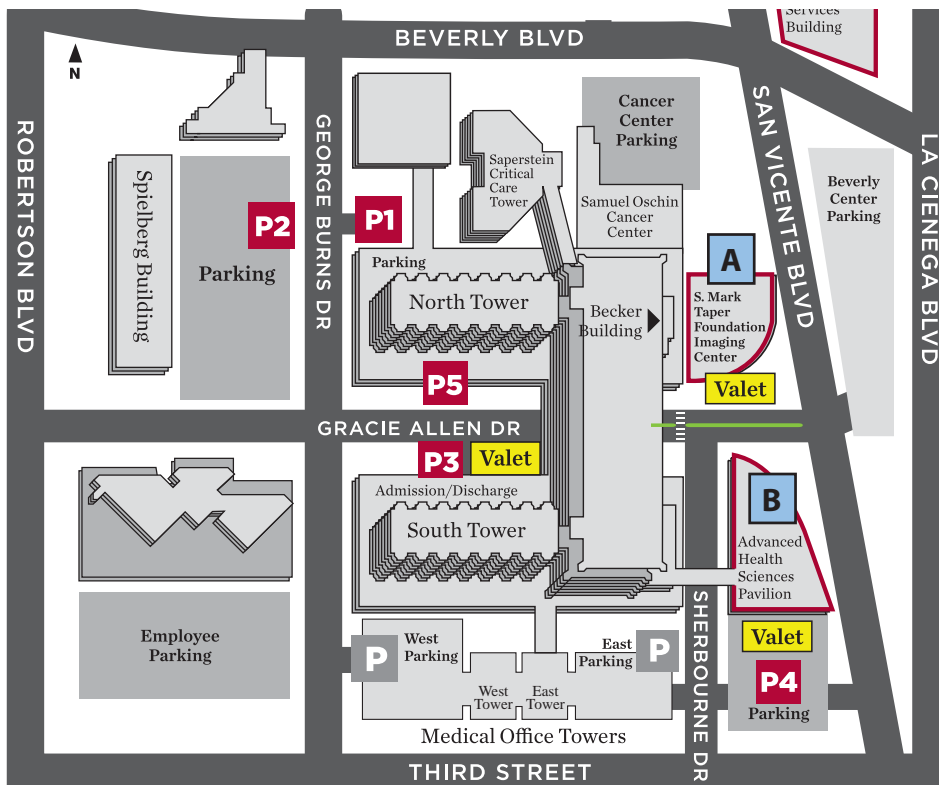 BEVERLY BLVD
Services
Building
N
ROBERTSON BLVD
GEORGE BURNS DR
SAN VICENTE BLVD
LA CIENEGA BLVD
Cancer
Center
Parking
Saperstein
Critical
Care
Tower
Samuel Oschin
Cancer
Center
Beverly
Center
Parking
Spielberg Building
P2
P1
Parking
Parking
North Tower
Becker
Building
A
S. Mark
Taper
Foundation
Imaging
Center
Valet
P5
GRACIE ALLEN DR
P3
Valet
Admission/Discharge
South Tower
B
Advanced
Health
Sciences
Pavilion
SHERBOURNE DR
Employee
Parking
P
West
Parking
East
Parking
P
Valet
P4
Parking
West
Tower
East
Tower
Medical Office Towers
THIRD STREET